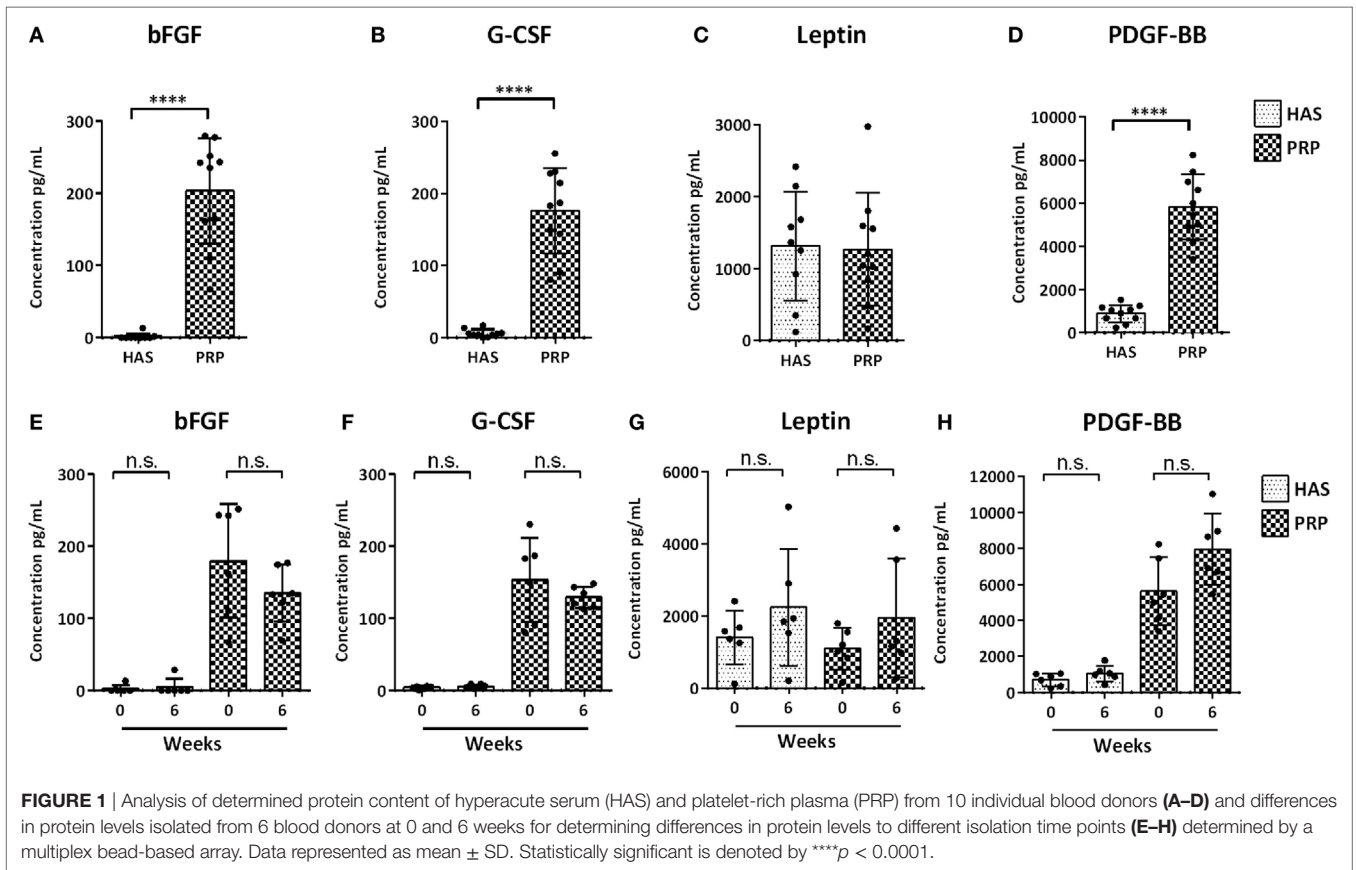 A bFGF
B G-CSF
C Leptin
D PDGF-BB
Concentration pg/mL
300
200
100
0
****
HAS PRP
Concentration pg/mL
300
200
100
0
****
HAS PRP
Concentration pg/mL
3000
2000
1000
0
HAS PRP
Concentration pg/mL
10000
8000
6000
4000
2000
0
****
HAS PRP
HAS
PRP
E bFGF
F G-CSF
G Leptin
H PDGF-BB
Concentration pg/mL
300
200
100
0
n.s. n.s.
0 6 0 6
Weeks
Concentration pg/mL
300
200
100
0
n.s. n.s.
0 6 0 6
Weeks
Concentration pg/mL
6000
4000
2000
0
n.s. n.s.
0 6 0 6
Weeks
Concentration pg/mL
12000
10000
8000
6000
4000
2000
0
n.s. n.s.
0 6 0 6
Weeks
HAS
PRP
FIGURE 1 | Analysis of determined protein content of hyperacute serum (HAS) and platelet-rich plasma (PRP) from 10 individual blood donors (A–D) and differences
in protein levels isolated from 6 blood donors at 0 and 6 weeks for determining differences in protein levels to different isolation time points (E–H) determined by a
multiplex bead-based array. Data represented as mean ± SD. Statistically significant is denoted by ****p < 0.0001.